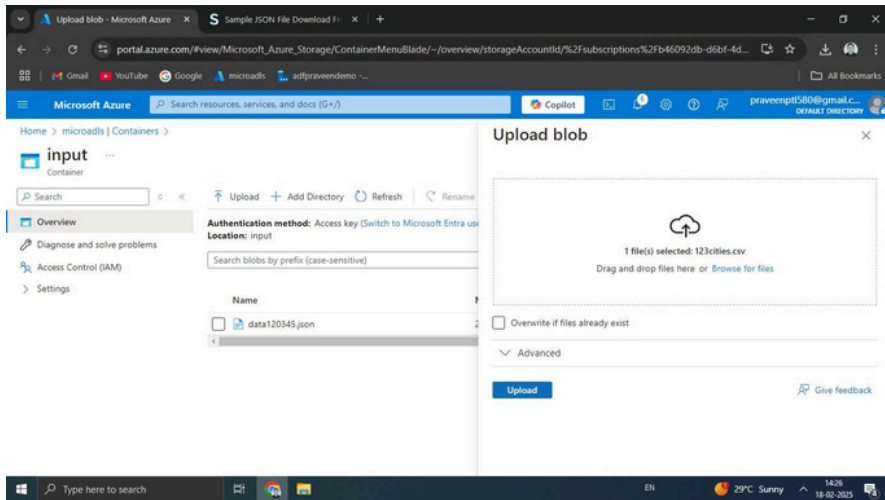 Upload blob - Microsoft Azure
Sample JSON File Download Fr
portal.azure.com/#view/Microsoft_Azure_Storage/ContainerMenuBlade/~/overview/storageAccountId/%2Fsubscriptions%2Fb46092db-d6bf-4d...
Gmail YouTube Google microadls adfpraveendemo -... All Bookmarks
Microsoft Azure Search resources, services, and docs (G+/) Copilot praveenptl580@gmail.c...
DEFAULT DIRECTORY
Home > microadls | Containers >
input ...
Container
Search
Overview
Diagnose and solve problems
Access Control (IAM)
Settings
Upload Add Directory Refresh Rename
Authentication method: Access key (Switch to Microsoft Entra use
Location: input
Search blobs by prefix (case-sensitive)
Name
data120345.json
Upload blob
1 file(s) selected: 123cities.csv
Drag and drop files here or Browse for files
Overwrite if files already exist
Advanced
Upload Give feedback
Type here to search EN 29°C Sunny 14:26
18-02-2025